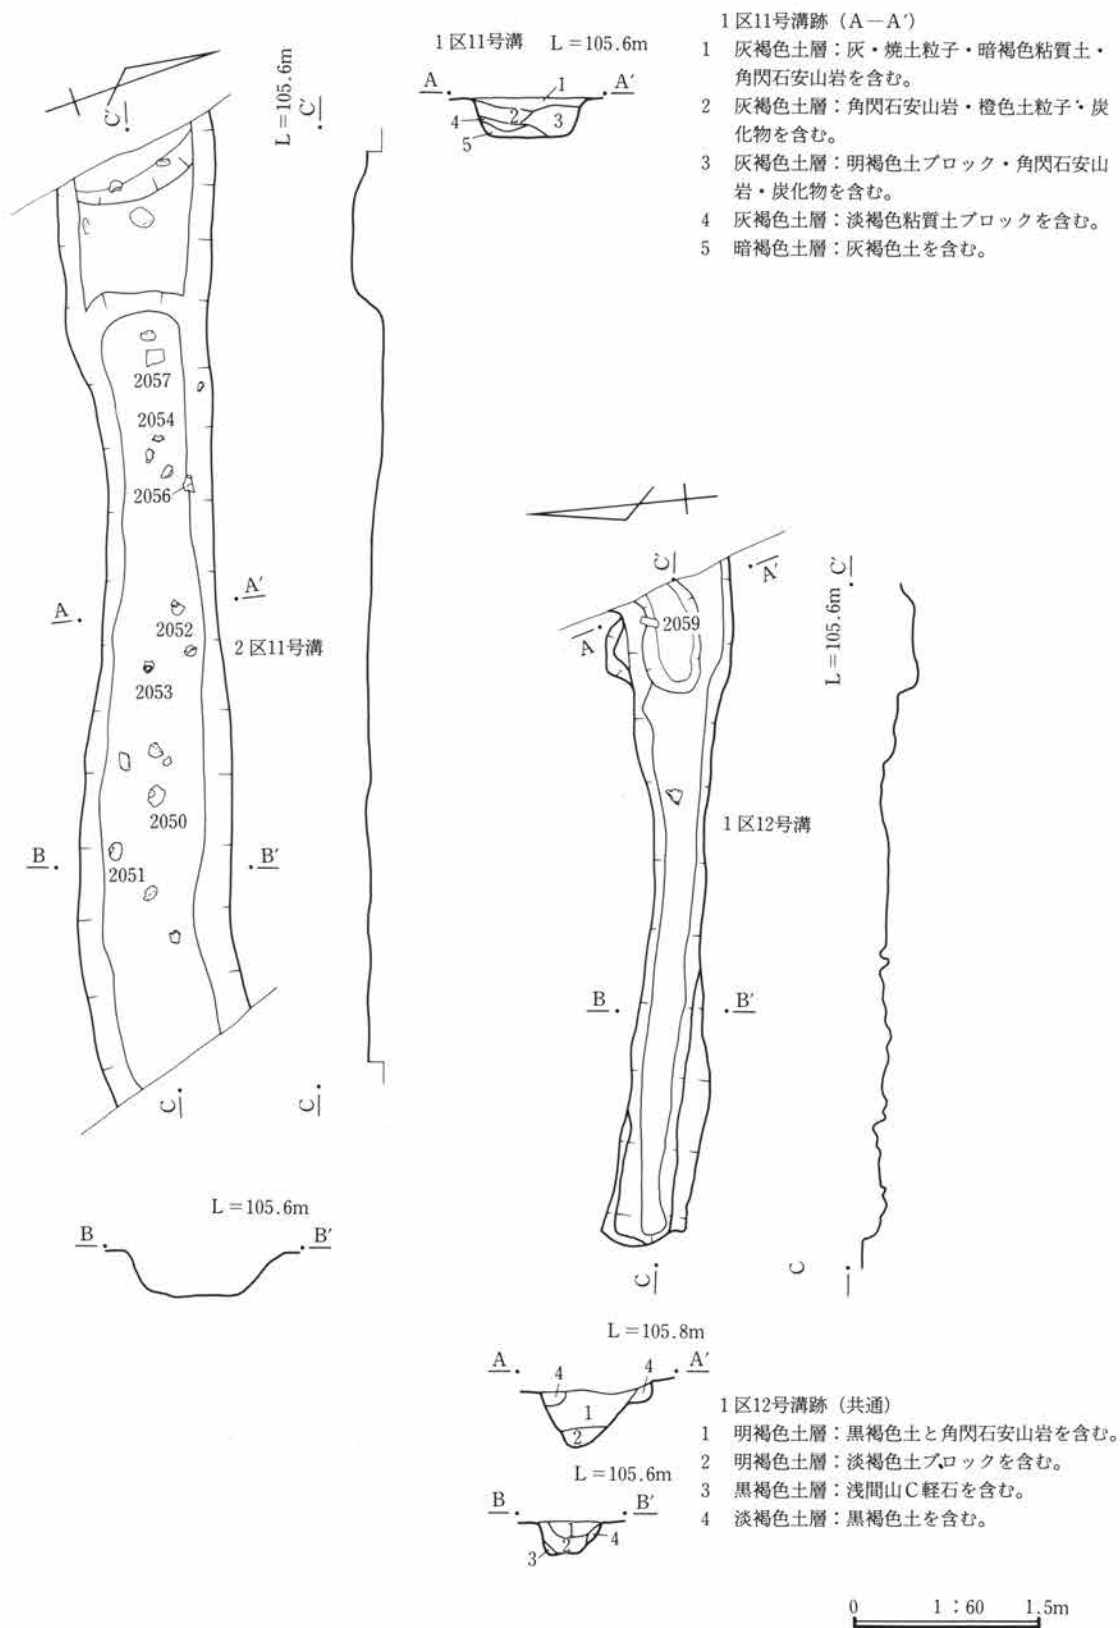 1区11号溝 L＝105.6m
A A′
1
2
3
4
5
1区11号溝跡（A－A′）
1 灰褐色土層：灰・焼土粒子・暗褐色粘質土・
角閃石安山岩を含む。
2 灰褐色土層：角閃石安山岩・橙色土粒子・炭
化物を含む。
3 灰褐色土層：明褐色土ブロック・角閃石安山
岩・炭化物を含む。
4 灰褐色土層：淡褐色粘質土ブロックを含む。
5 暗褐色土層：灰褐色土を含む。
C′
L＝105.6m C′
2057
2054
2056
A A′
2052
2区11号溝
2053
2050
B B′
2051
C C
L＝105.6m
B B′
C′
A′
A
2059
L＝105.6m C′
1区12号溝
B B′
C C
L＝105.8m
A A′
4 4
1
2
L＝105.6m
B B′
1
2
3
4
1区12号溝跡（共通）
1 明褐色土層：黒褐色土と角閃石安山岩を含む。
2 明褐色土層：淡褐色土ブロックを含む。
3 黒褐色土層：浅間山C軽石を含む。
4 淡褐色土層：黒褐色土を含む。
0 1：60 1.5m